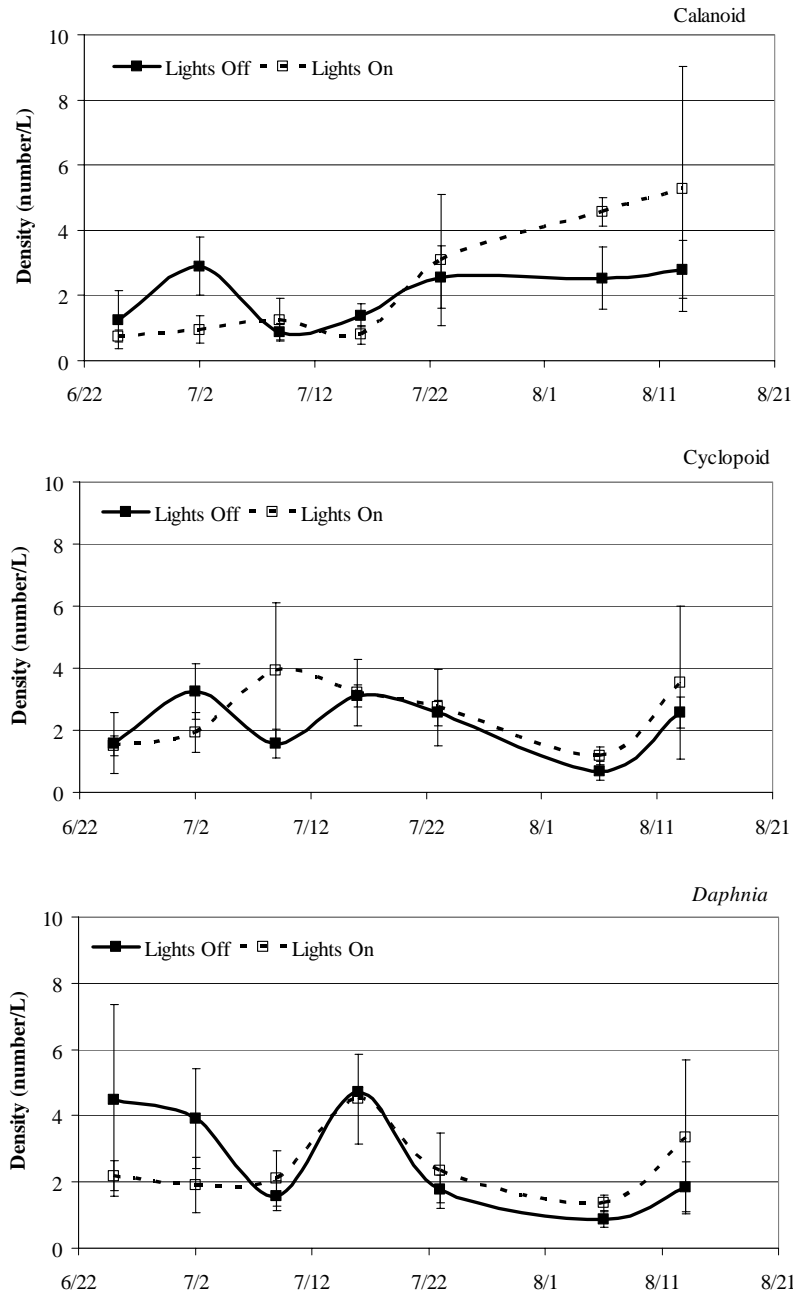 Calanoid
10
Lights Off Lights On
8
6
4
2
0
Density (number/L)
6/22 7/2 7/12 7/22 8/1 8/11 8/21
Cyclopoid
10
Lights Off Lights On
8
6
4
2
0
Density (number/L)
6/22 7/2 7/12 7/22 8/1 8/11 8/21
Daphnia
10
Lights Off Lights On
8
6
4
2
0
Density (number/L)
6/22 7/2 7/12 7/22 8/1 8/11 8/21